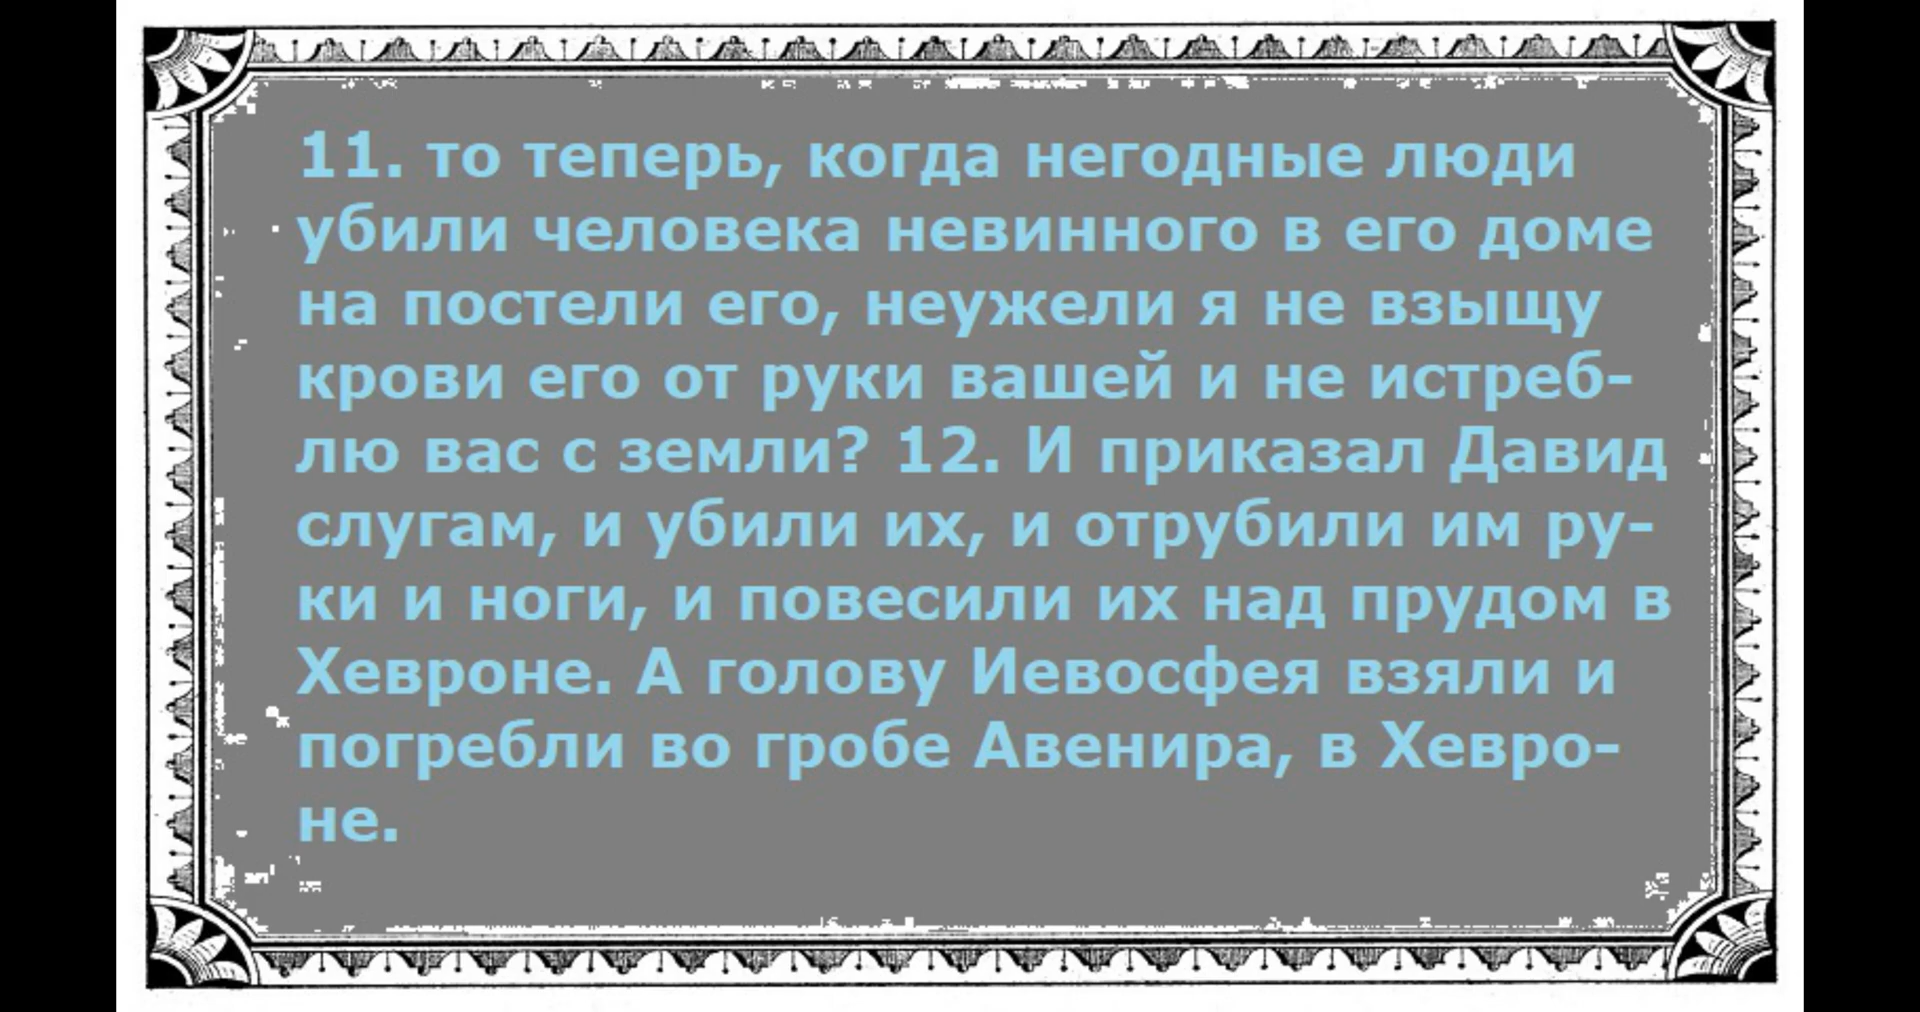 11. то теперь, когда негодные люди
убили человека невинного в его доме
на постели его, неужели я не взыщу
крови его от руки вашей и не истреб-
лю вас с земли? 12. И приказал Давид
слугам, и убили их, и отрубили им ру-
ки и ноги, и повесили их над прудом в
Хевроне. А голову Иевосфея взяли и
погребли во гробе Авенира, в Хевро-
не.